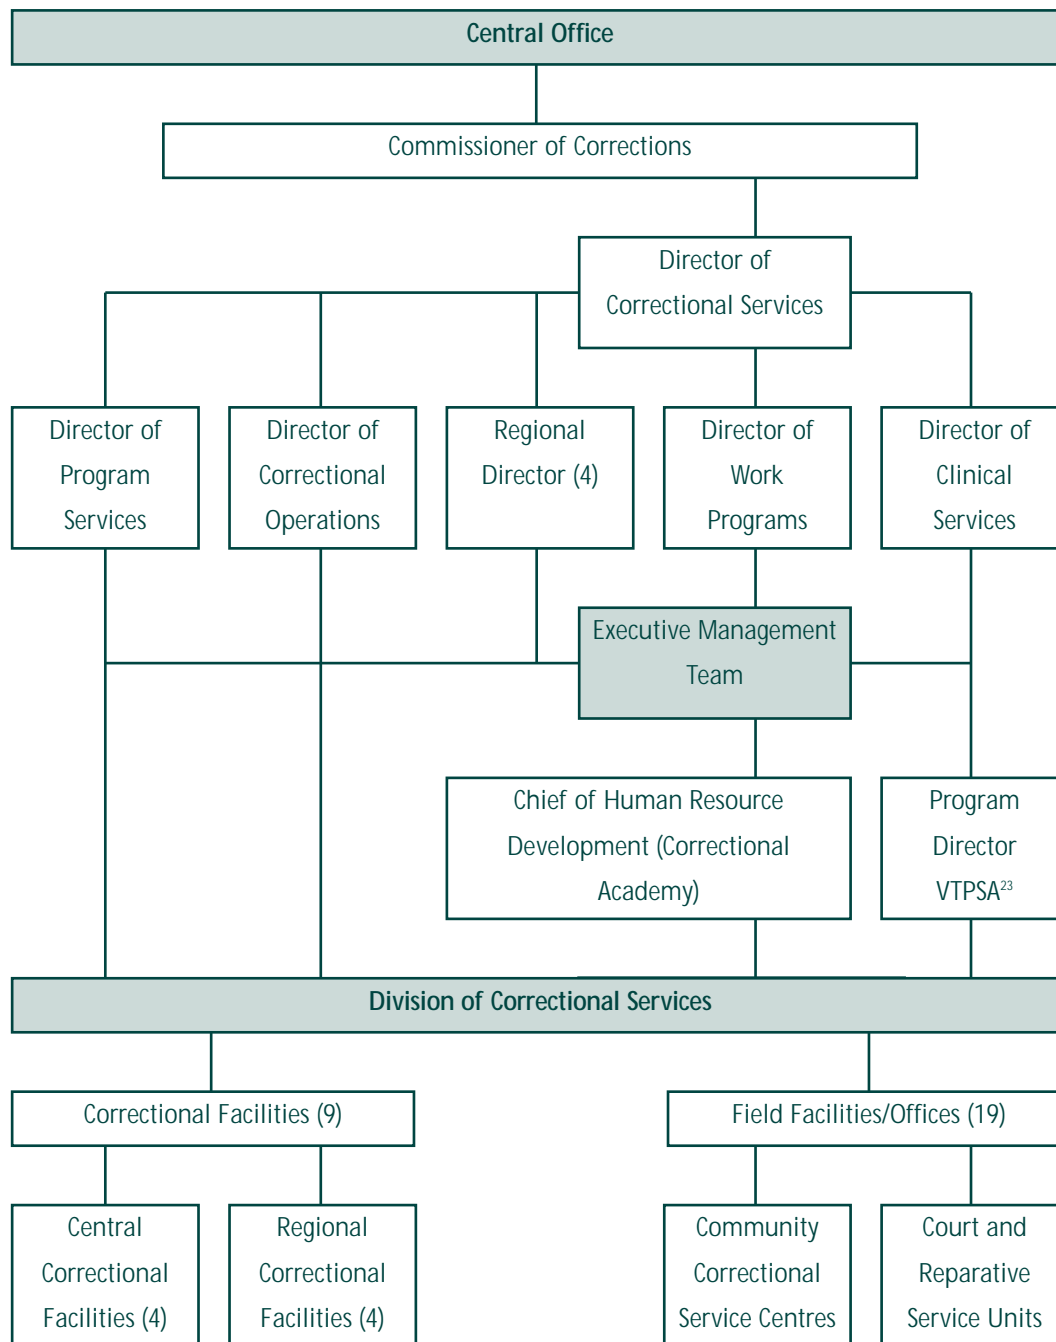 Central Office
Commissioner of Corrections
Director of
Correctional Services
Director of
Program
Services
Director of
Correctional
Operations
Regional
Director (4)
Director of
Work
Programs
Director of
Clinical
Services
Executive Management
Team
Chief of Human Resource
Development (Correctional
Academy)
Program
Director
VTPSA23
Division of Correctional Services
Correctional Facilities (9)
Field Facilities/Offices (19)
Central
Correctional
Facilities (4)
Regional
Correctional
Facilities (4)
Community
Correctional
Service Centres
Court and
Reparative
Service Units